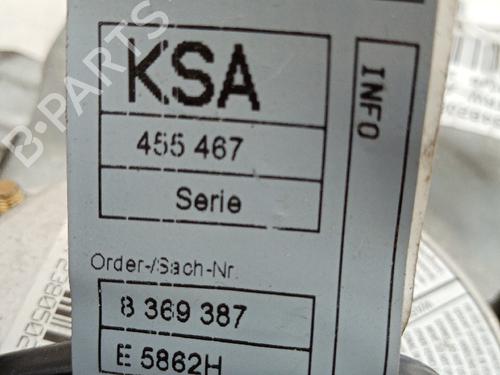 KSA
455 467
Serie
INFO
Order-/Sach-Nr.
8 369 387
E 5862H
B-PARTS